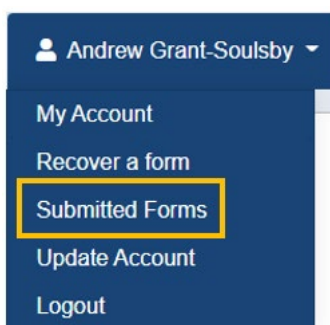 Andrew Grant-Soulsby
My Account
Recover a form
Submitted Forms
Update Account
Logout